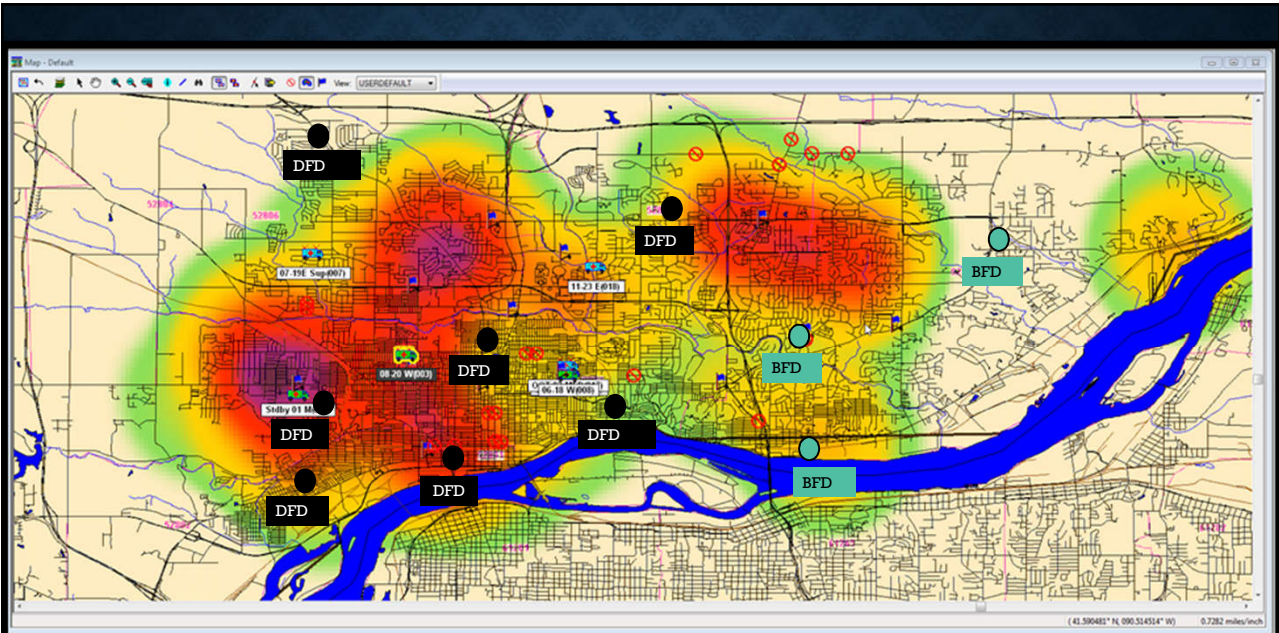 Map - Default
View: USERDEFAULT
DFD
52806
DFD
BFD
07-19E Sup(007)
11-23 E(018)
DFD
BFD
08 20 W(003)
06-18 W(008)
Stdby 01 M
DFD
DFD
DFD
BFD
DFD
( 41.590481° N, 090.514514° W)
0.7282 miles/inch